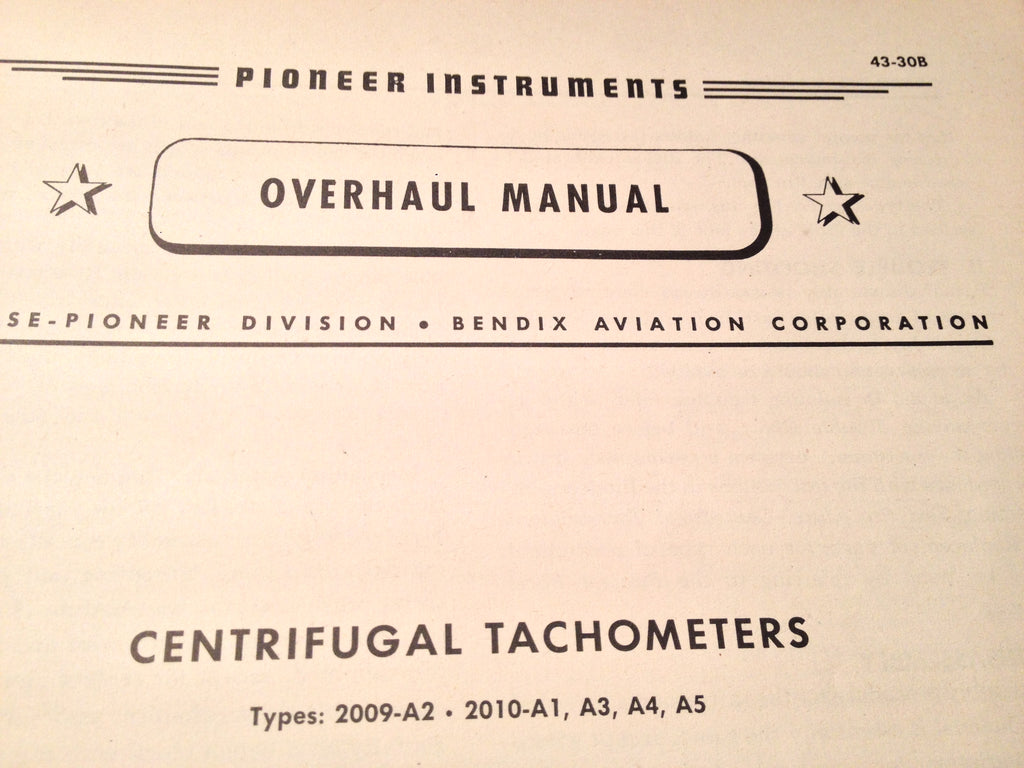 43-30B
PIONEER INSTRUMENTS
OVERHAUL MANUAL
SE-PIONEER DIVISION • BENDIX AVIATION CORPORATION
CENTRIFUGAL TACHOMETERS
Types: 2009-A2 • 2010-A1, A3, A4, A5